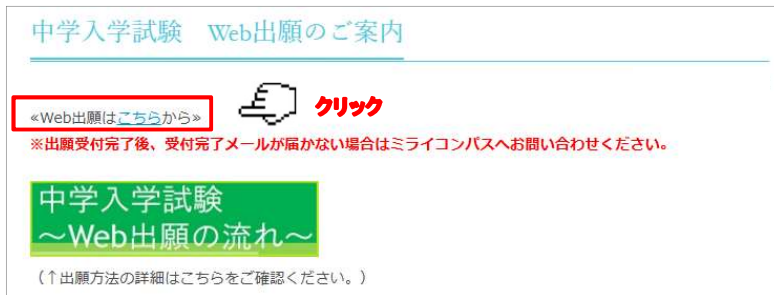 中学入学試験　Web出願のご案内
«Web出願はこちらから»
クリック
※出願受付完了後、受付完了メールが届かない場合はミライコンパスへお問い合わせください。
中学入学試験
～Web出願の流れ～
（↑出願方法の詳細はこちらをご確認ください。）